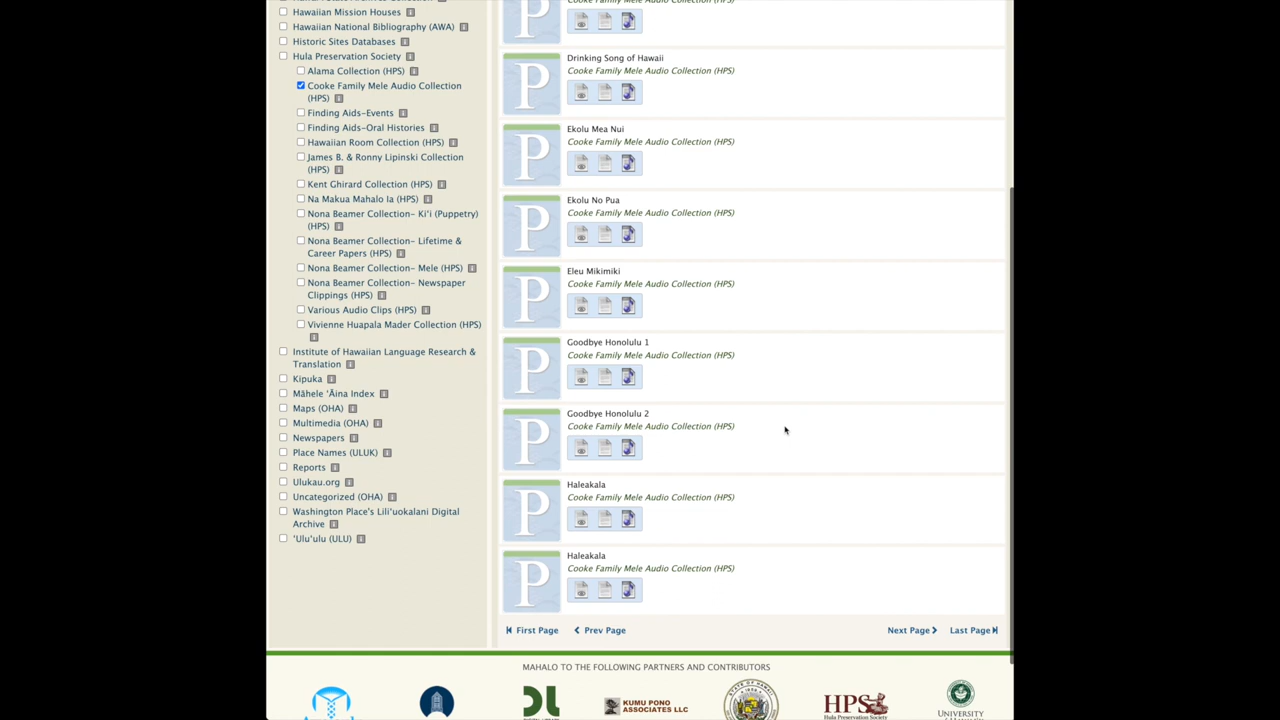 Hawaiian Mission Houses
Hawaiian National Bibliography (AWA)
Historic Sites Databases
Hula Preservation Society
Alama Collection (HPS)
Cooke Family Mele Audio Collection
(HPS)
Finding Aids-Events
Finding Aids-Oral Histories
Hawaiian Room Collection (HPS)
James B. & Ronny Lipinski Collection
(HPS)
Kent Ghirard Collection (HPS)
Na Makua Mahalo Ia (HPS)
Nona Beamer Collection- Ki'i (Puppetry)
(HPS)
Nona Beamer Collection- Lifetime &
Career Papers (HPS)
Nona Beamer Collection- Mele (HPS)
Nona Beamer Collection- Newspaper
Clippings (HPS)
Various Audio Clips (HPS)
Vivienne Huapala Mader Collection (HPS)
Institute of Hawaiian Language Research &
Translation
Kipuka
Māhele ʻĀina Index
Maps (OHA)
Multimedia (OHA)
Newspapers
Place Names (ULUK)
Reports
Ulukau.org
Uncategorized (OHA)
Washington Place's Liliʻuokalani Digital
Archive
ʻUluʻulu (ULU)
P
Drinking Song of Hawaii
Cooke Family Mele Audio Collection (HPS)
P
Ekolu Mea Nui
Cooke Family Mele Audio Collection (HPS)
P
Ekolu No Pua
Cooke Family Mele Audio Collection (HPS)
P
Eleu Mikimiki
Cooke Family Mele Audio Collection (HPS)
P
Goodbye Honolulu 1
Cooke Family Mele Audio Collection (HPS)
P
Goodbye Honolulu 2
Cooke Family Mele Audio Collection (HPS)
P
Haleakala
Cooke Family Mele Audio Collection (HPS)
P
Haleakala
Cooke Family Mele Audio Collection (HPS)
P
First Page Prev Page Next Page Last Page
MAHALO TO THE FOLLOWING PARTNERS AND CONTRIBUTORS
DL
KUMU PONO
ASSOCIATES LLC
STATE OF HAWAII
HPS
Hula Preservation Society
UNIVERSITY